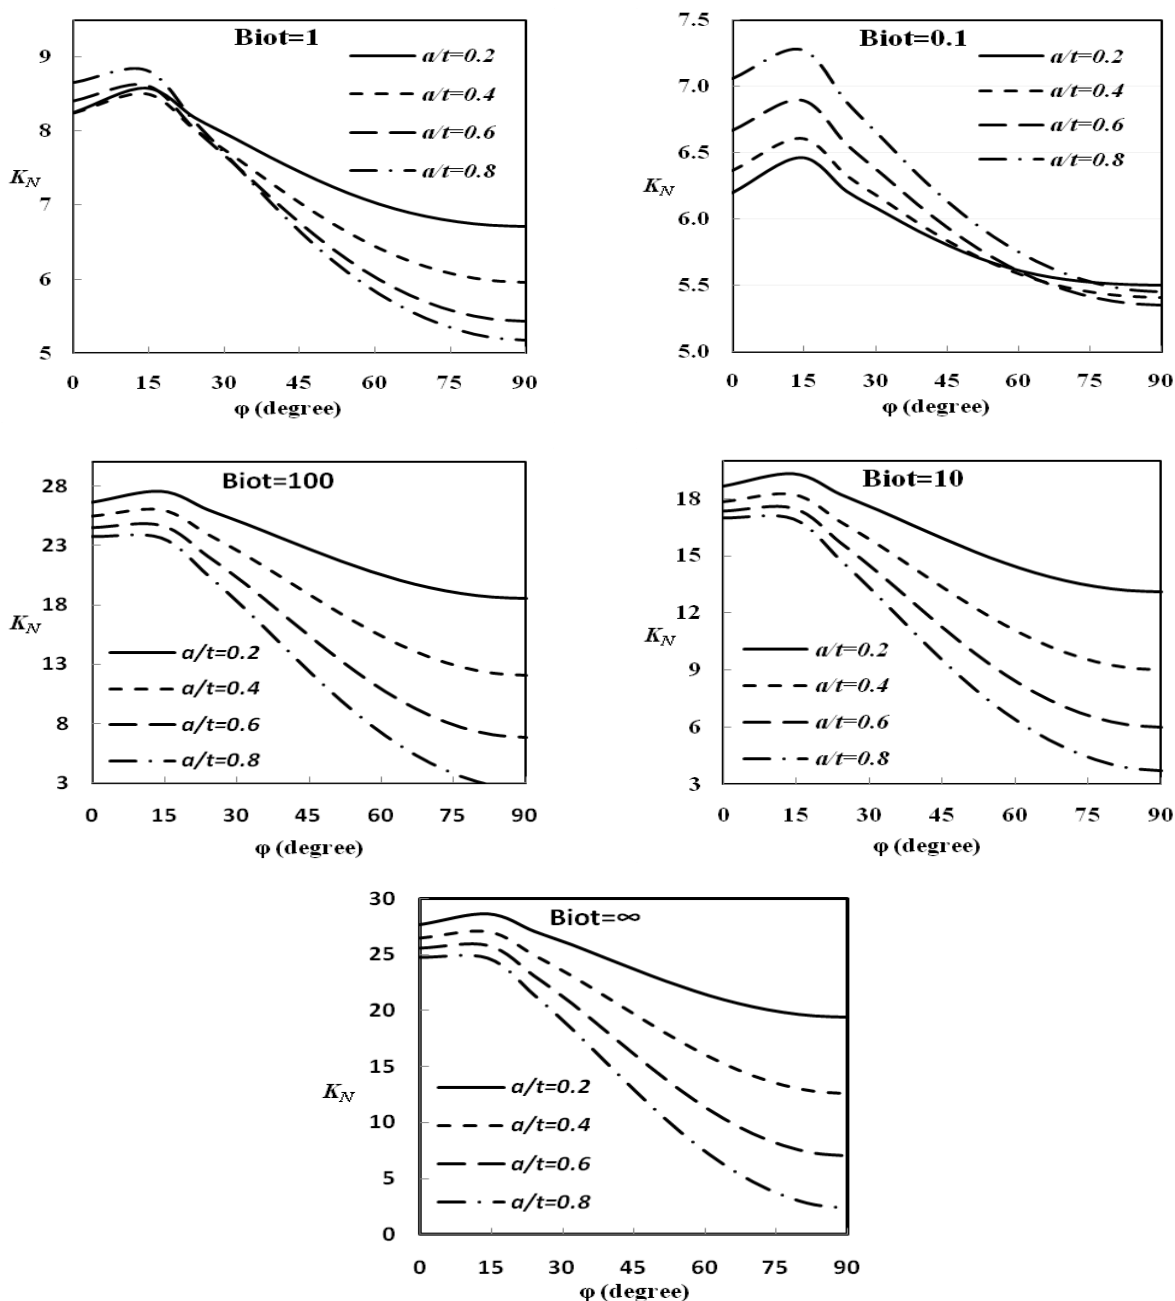 Biot=1
a/t=0.2
a/t=0.4
a/t=0.6
a/t=0.8
9
8
7
6
5
K_N
0 15 30 45 60 75 90
φ (degree)
Biot=0.1
a/t=0.2
a/t=0.4
a/t=0.6
a/t=0.8
7.5
7.0
6.5
6.0
5.5
5.0
K_N
0 15 30 45 60 75 90
φ (degree)
Biot=100
28
23
18
13
8
3
K_N
a/t=0.2
a/t=0.4
a/t=0.6
a/t=0.8
0 15 30 45 60 75 90
φ (degree)
Biot=10
18
15
12
9
6
3
K_N
a/t=0.2
a/t=0.4
a/t=0.6
a/t=0.8
0 15 30 45 60 75 90
φ (degree)
Biot=∞
30
25
20
15
10
5
0
K_N
a/t=0.2
a/t=0.4
a/t=0.6
a/t=0.8
0 15 30 45 60 75 90
φ (degree)